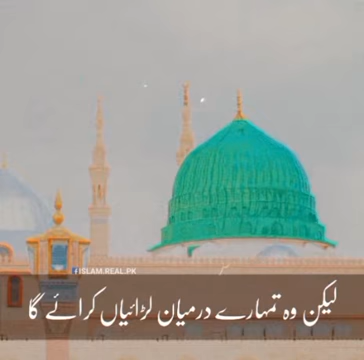 ISLAM.REAL.PK
لیکن وہ تمہارے درمیان لڑائیاں کرائے گا